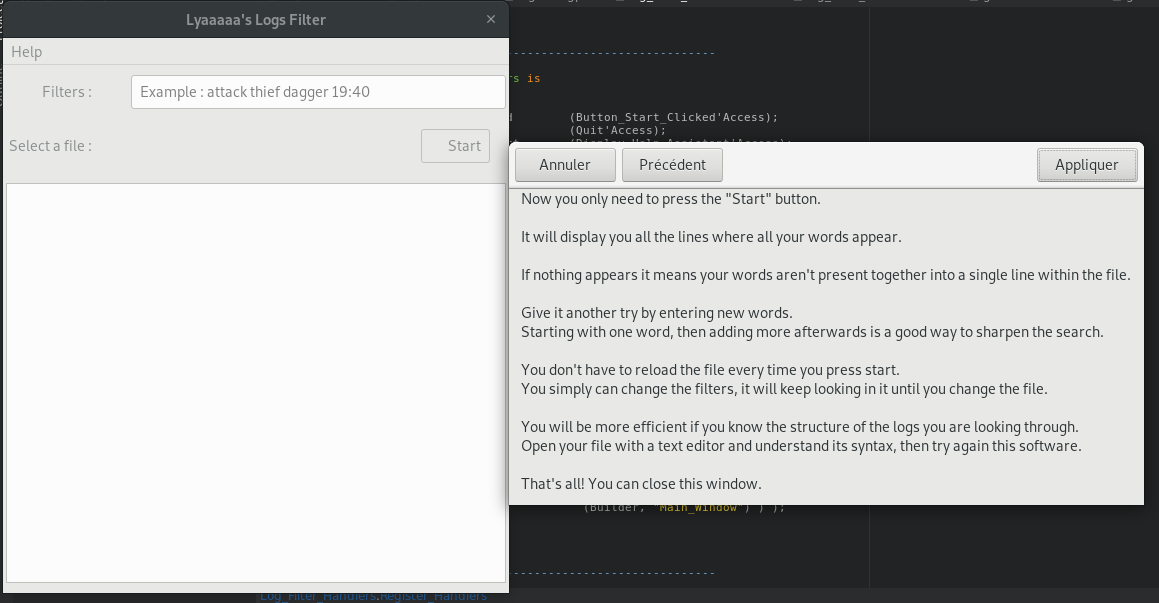 Lyaaaaa's Logs Filter
Help
Filters :
Example : attack thief dagger 19:40
Select a file :
Start
is
(Button_Start_Clicked'Access);
(Quit'Access);
Annuler
Précédent
Appliquer
Now you only need to press the "Start" button.
It will display you all the lines where all your words appear.
If nothing appears it means your words aren't present together into a single line within the file.
Give it another try by entering new words.
Starting with one word, then adding more afterwards is a good way to sharpen the search.
You don't have to reload the file every time you press start.
You simply can change the filters, it will keep looking in it until you change the file.
You will be more efficient if you know the structure of the logs you are looking through.
Open your file with a text editor and understand its syntax, then try again this software.
That's all! You can close this window.
(Builder, "Main_Window") ) );
Log_Filter_Handlers.Register_Handlers